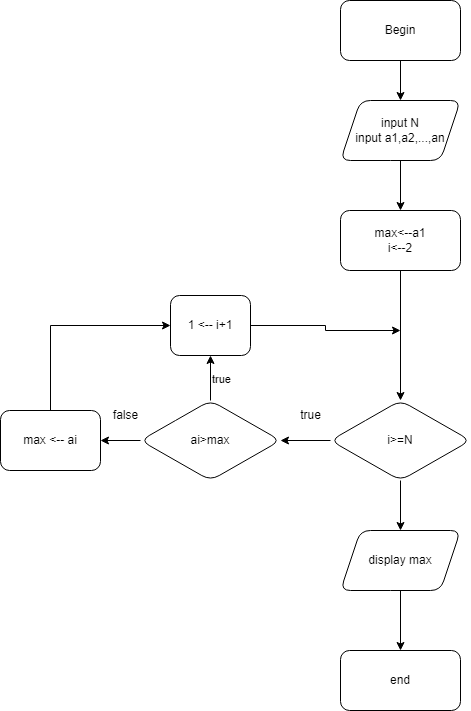 Begin
input N
input a1,a2,...,an
max<--a1
i<--2
1 <-- i+1
true
false
true
max <-- ai
ai>max
i>=N
display max
end